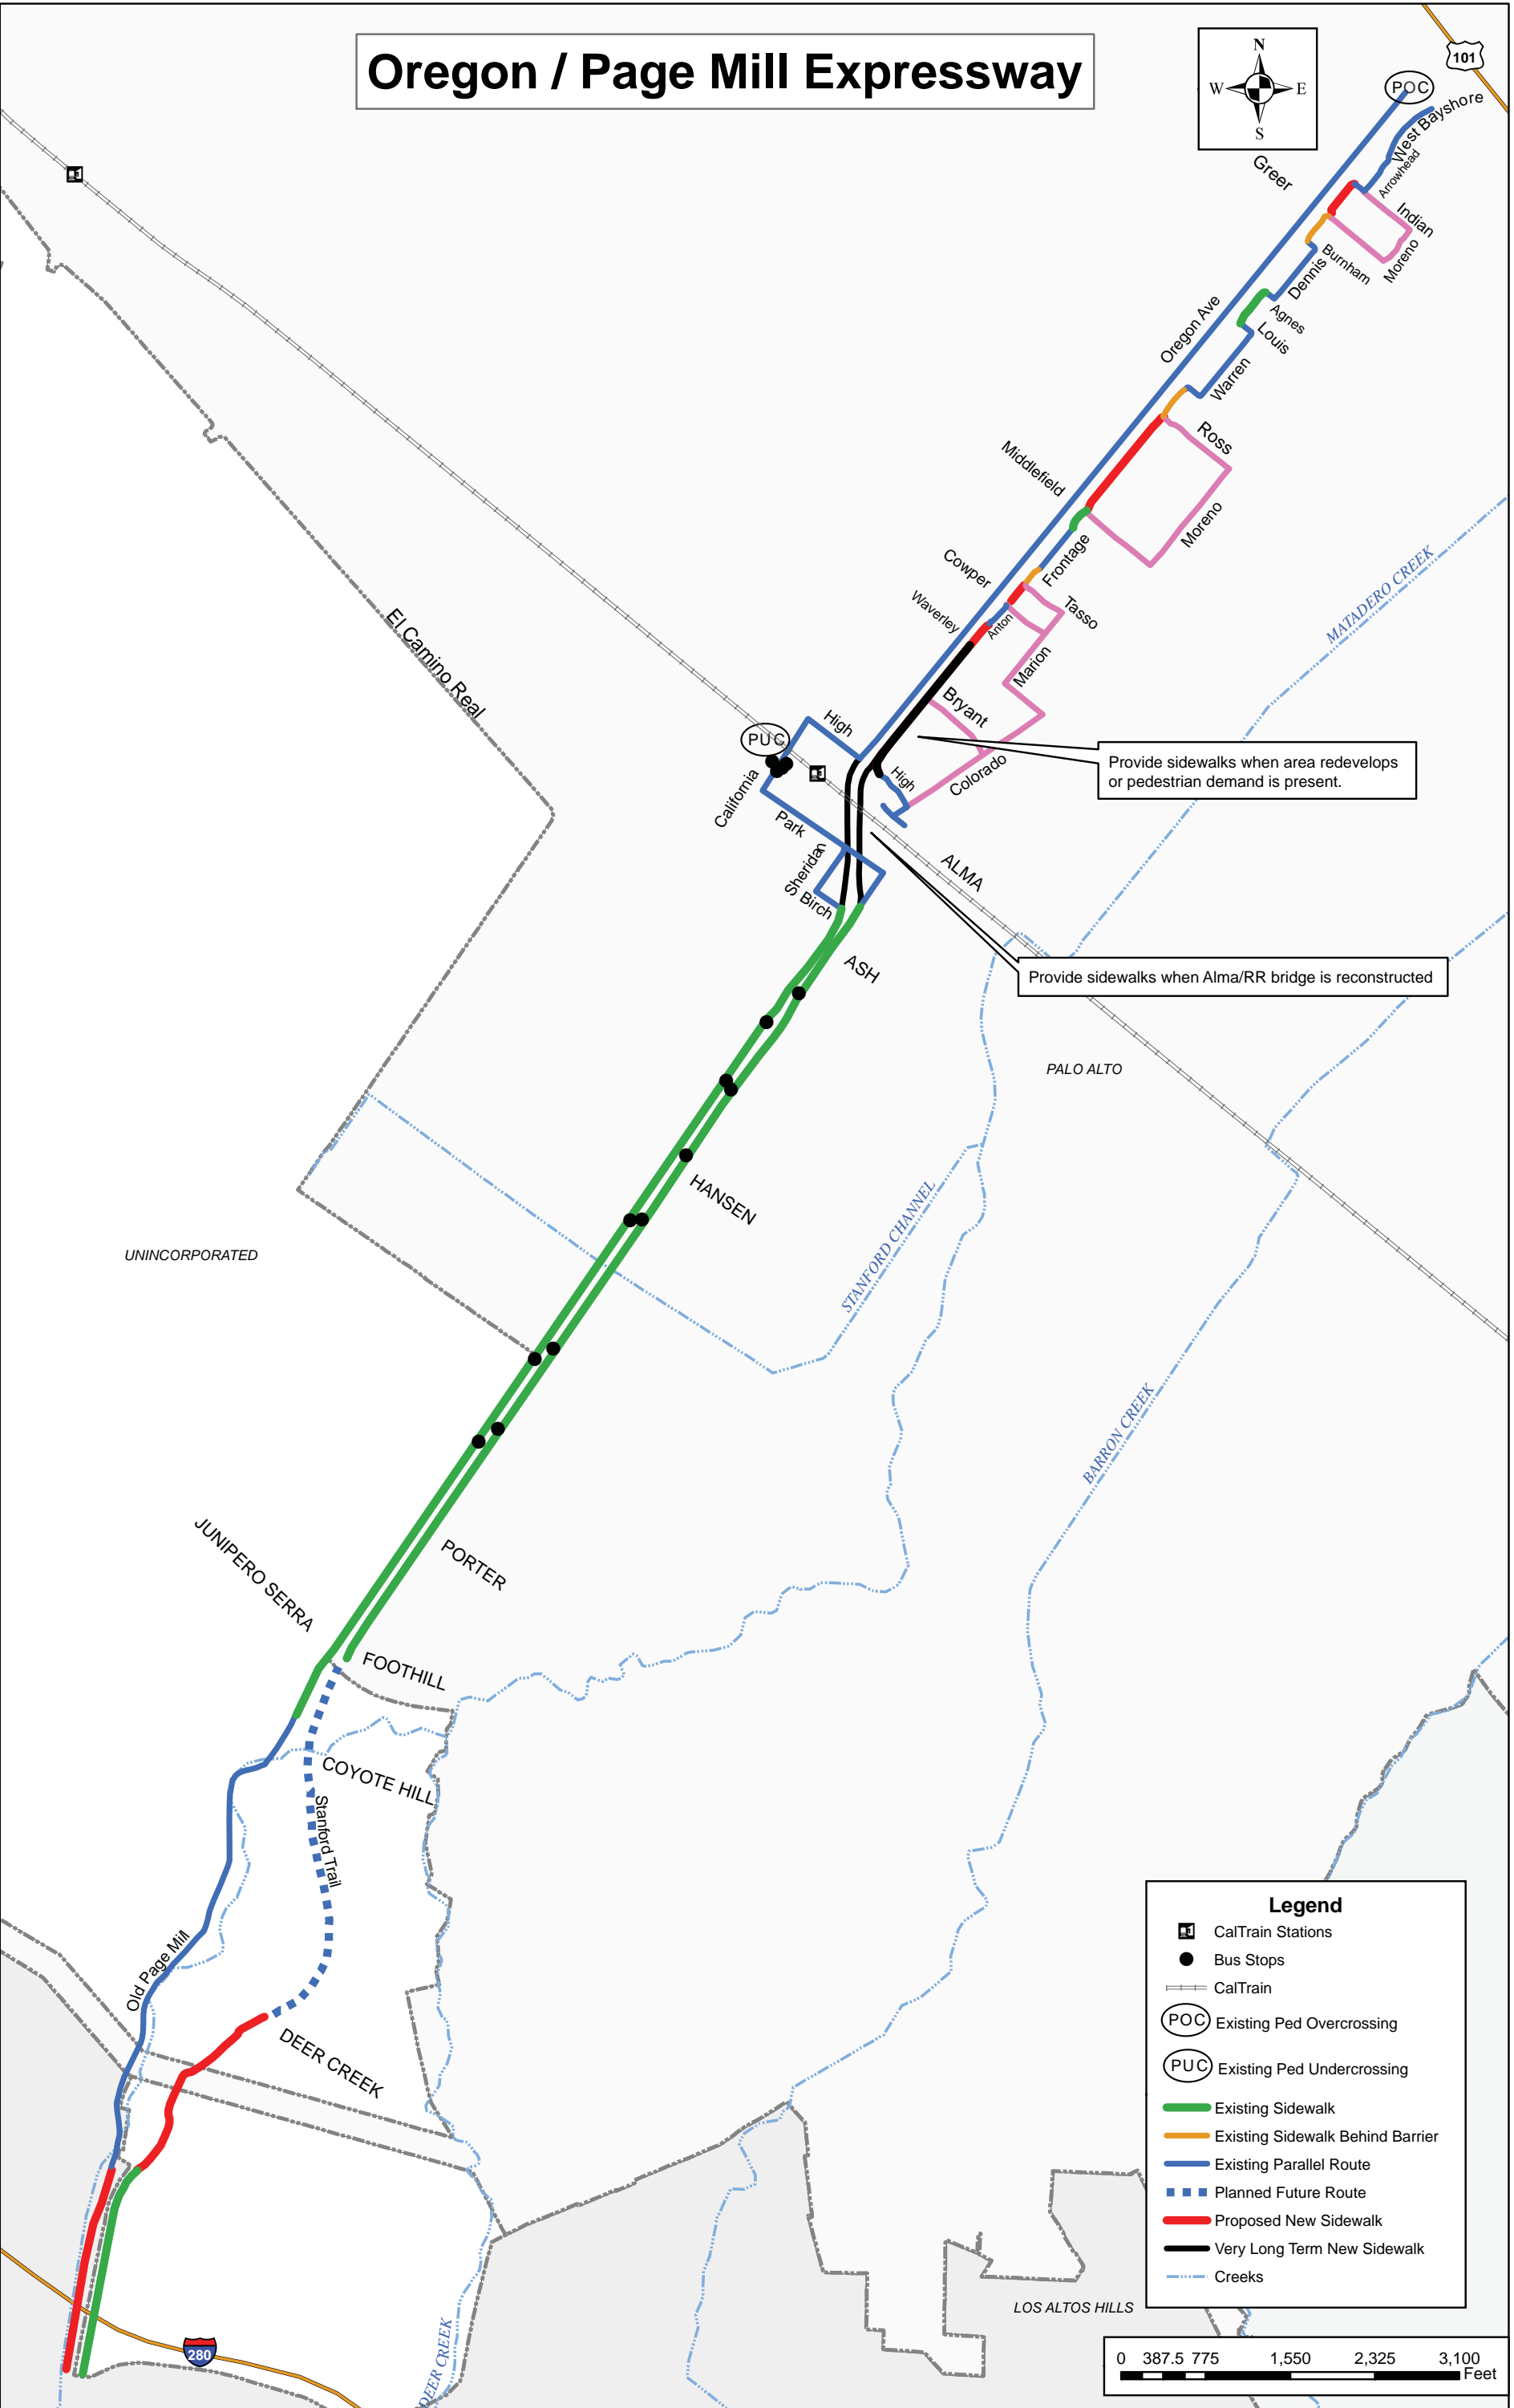 Oregon / Page Mill Expressway
N
W
E
S
101
POC
West Bayshore
Greer
Arrowhead
Indian
Moreno
Burnham
Dennis
Agnes
Louis
Oregon Ave
Warren
Ross
Moreno
Middlefield
Frontage
Cowper
Tasso
Waverley
Anton
Marion
MATADERO CREEK
El Camino Real
Bryant
High
PUC
Provide sidewalks when area redevelops
or pedestrian demand is present.
High
Colorado
California
Park
Sheridan
ALMA
Birch
ASH
Provide sidewalks when Alma/RR bridge is reconstructed
PALO ALTO
HANSEN
STANFORD CHANNEL
UNINCORPORATED
BARRON CREEK
JUNIPERO SERRA
PORTER
FOOTHILL
COYOTE HILL
Stanford Trail
Old Page Mill
DEER CREEK
280
DEER CREEK
LOS ALTOS HILLS
Legend
CalTrain Stations
Bus Stops
CalTrain
POC Existing Ped Overcrossing
PUC Existing Ped Undercrossing
Existing Sidewalk
Existing Sidewalk Behind Barrier
Existing Parallel Route
Planned Future Route
Proposed New Sidewalk
Very Long Term New Sidewalk
Creeks
0 387.5 775 1,550 2,325 3,100
Feet